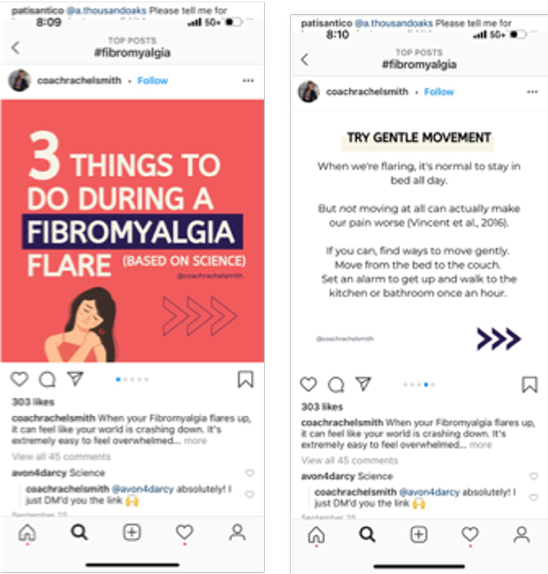 patisantico @a.thousandoaks Please tell me for
8:09
5G+
TOP POSTS
#fibromyalgia
coachrachelsmith • Follow
3 THINGS TO
DO DURING A
FIBROMYALGIA
FLARE (BASED ON SCIENCE)
@coachrachelsmith
303 likes
coachrachelsmith When your Fibromyalgia flares up,
it can feel like your world is crashing down. It's
extremely easy to feel overwhelmed... more
View all 45 comments
avon4darcy Science
coachrachelsmith @avon4darcy absolutely! I
just DM'd you the link 🙌
September 25
patisantico @a.thousandoaks Please tell me for
8:10
5G+
TOP POSTS
#fibromyalgia
coachrachelsmith • Follow
TRY GENTLE MOVEMENT
When we're flaring, it's normal to stay in
bed all day.
But not moving at all can actually make
our pain worse (Vincent et al., 2016).
If you can, find ways to move gently.
Move from the bed to the couch.
Set an alarm to get up and walk to the
kitchen or bathroom once an hour.
@coachrachelsmith
303 likes
coachrachelsmith When your Fibromyalgia flares up,
it can feel like your world is crashing down. It's
extremely easy to feel overwhelmed... more
View all 45 comments
avon4darcy Science
coachrachelsmith @avon4darcy absolutely! I
just DM'd you the link 🙌
September 25